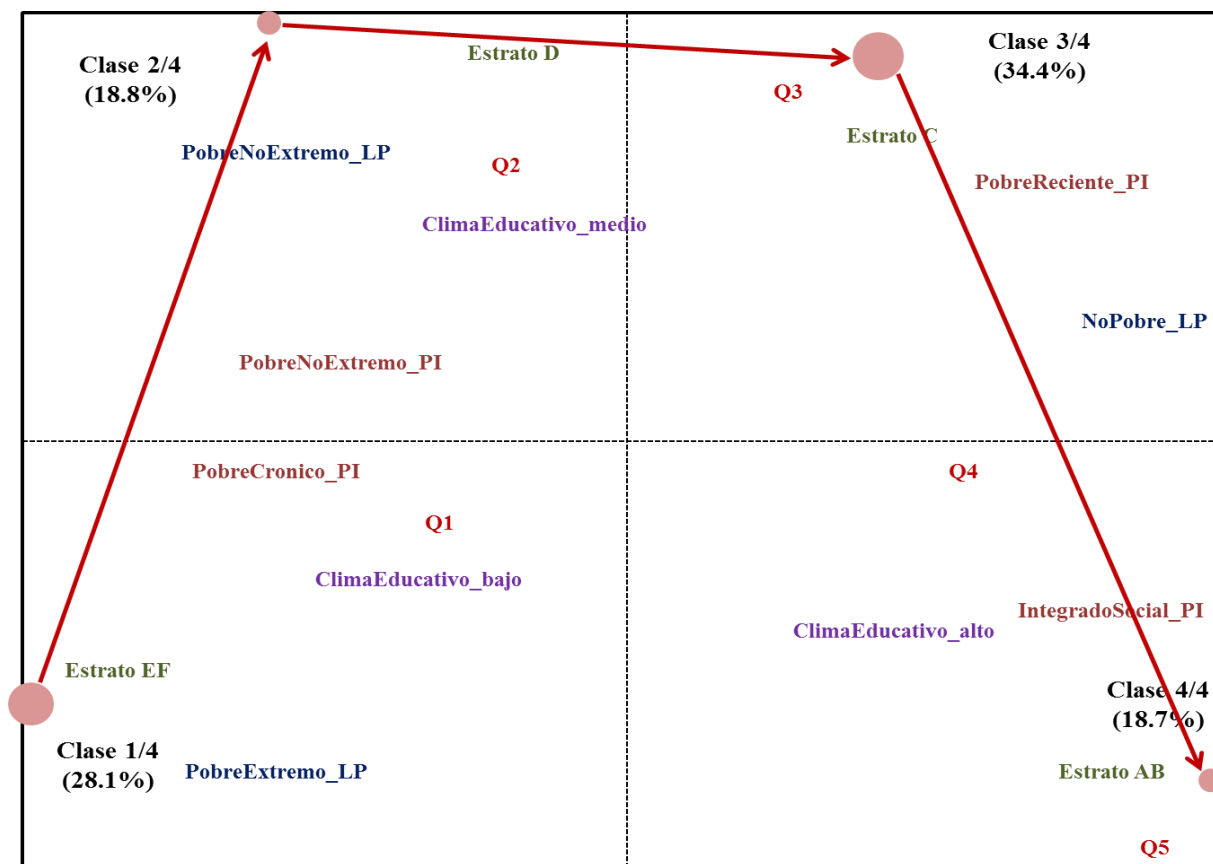 Estrato D
Clase 2/4
(18.8%)
Clase 3/4
(34.4%)
Q3
Estrato C
PobreNoExtremo_LP
Q2
PobreReciente_PI
ClimaEducativo_medio
NoPobre_LP
PobreNoExtremo_PI
PobreCronico_PI
Q4
Q1
ClimaEducativo_bajo
IntegradoSocial_PI
ClimaEducativo_alto
Estrato EF
Clase 4/4
(18.7%)
Clase 1/4
(28.1%)
PobreExtremo_LP
Estrato AB
Q5